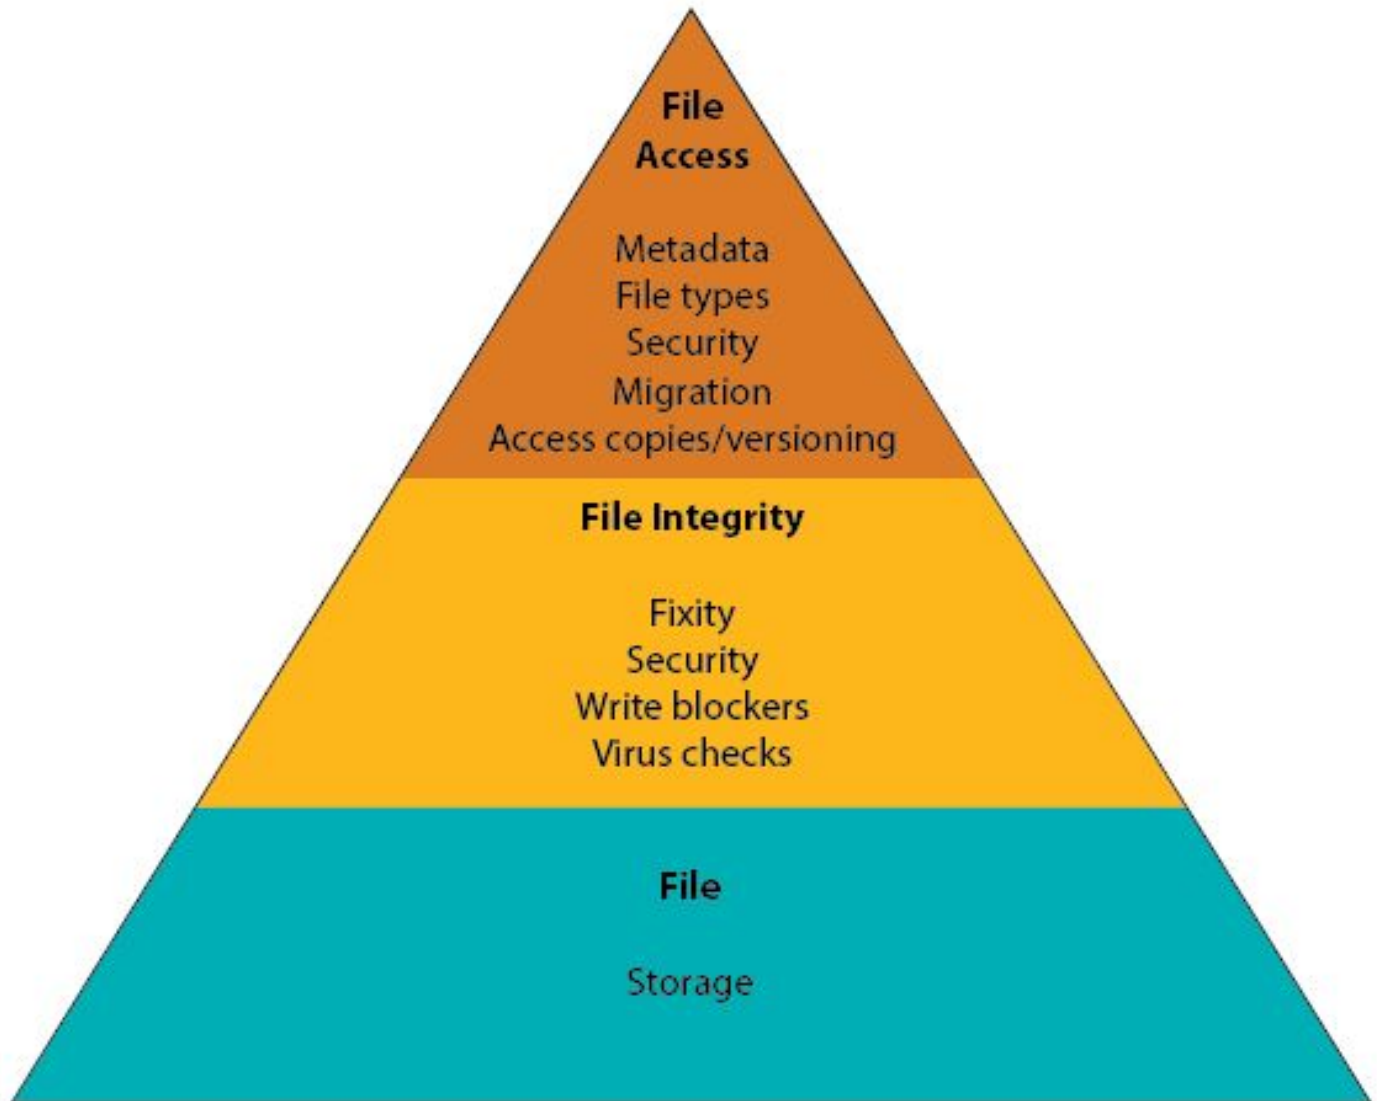 File
Access
Metadata
File types
Security
Migration
Access copies/versioning
File Integrity
Fixity
Security
Write blockers
Virus checks
File
Storage